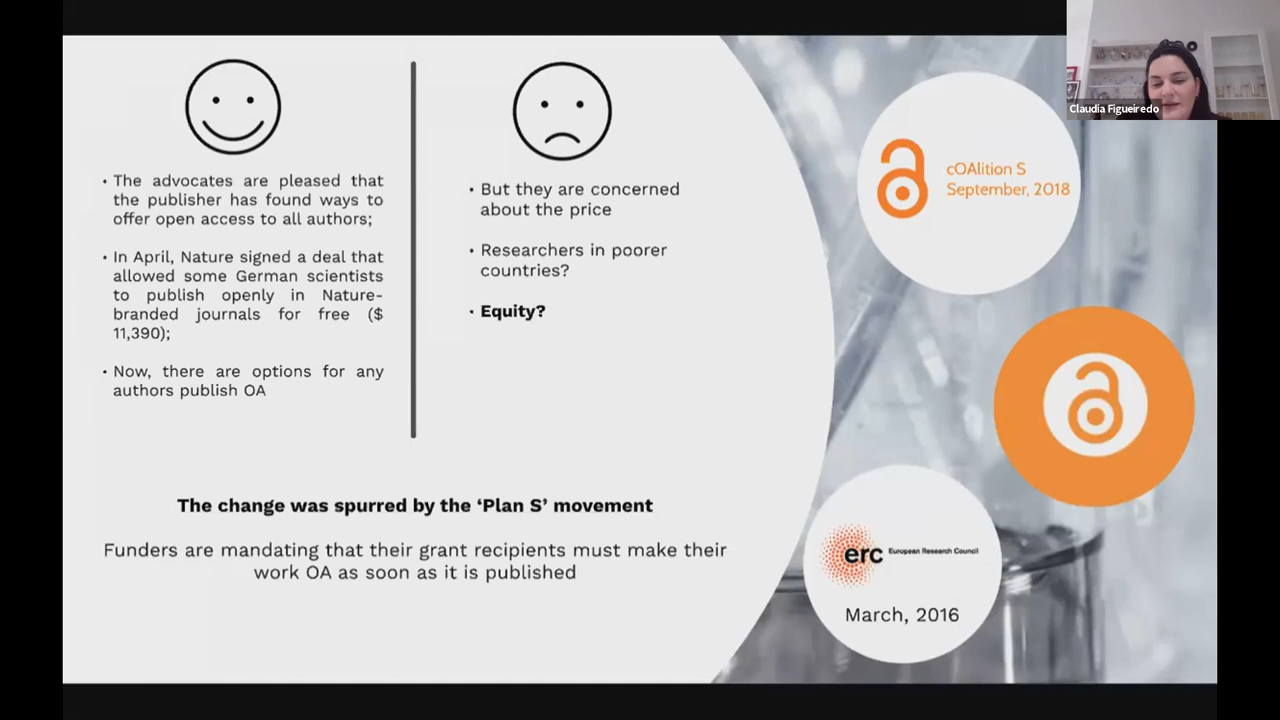 • The advocates are pleased that
the publisher has found ways to
offer open access to all authors;
• In April, Nature signed a deal that
allowed some German scientists
to publish openly in Nature-
branded journals for free ($
11,390);
• Now, there are options for any
authors publish OA
• But they are concerned
about the price
• Researchers in poorer
countries?
• Equity?
The change was spurred by the ‘Plan S’ movement
Funders are mandating that their grant recipients must make their
work OA as soon as it is published
Claudia Figueiredo
cOAlition S
September, 2018
erc European Research Council
March, 2016